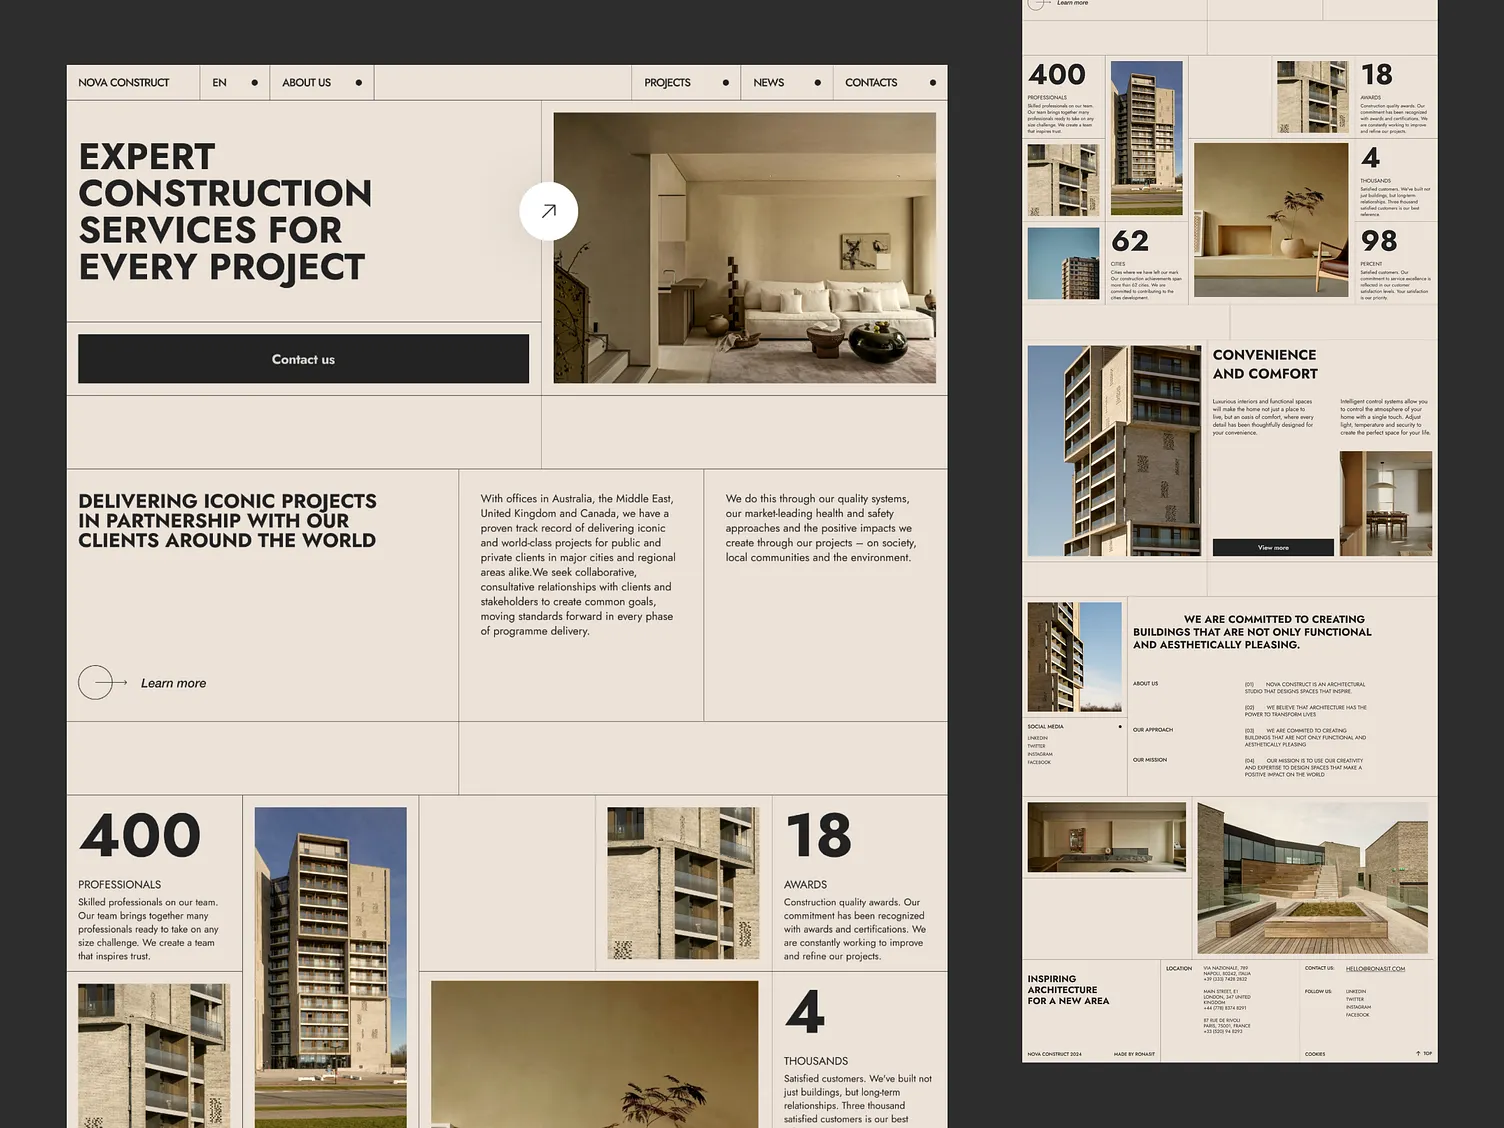 NOVA CONSTRUCT
EN
ABOUT US
PROJECTS
NEWS
CONTACTS
EXPERT
CONSTRUCTION
SERVICES FOR
EVERY PROJECT
Contact us
DELIVERING ICONIC PROJECTS
IN PARTNERSHIP WITH OUR
CLIENTS AROUND THE WORLD
Learn more
With offices in Australia, the Middle East,
United Kingdom and Canada, we have a
proven track record of delivering iconic
and world-class projects for public and
private clients in major cities and regional
areas alike.We seek collaborative,
consultative relationships with clients and
stakeholders to create common goals,
moving standards forward in every phase
of programme delivery.
We do this through our quality systems,
our market-leading health and safety
approaches and the positive impacts we
create through our projects – on society,
local communities and the environment.
400
PROFESSIONALS
Skilled professionals on our team.
Our team brings together many
professionals ready to take on any
size challenge. We create a team
that inspires trust.
18
AWARDS
Construction quality awards. Our
commitment has been recognized
with awards and certifications. We
are constantly working to improve
and refine our projects.
4
THOUSANDS
Satisfied customers. We've built not
just buildings, but long-term
relationships. Three thousand
satisfied customers is our best
Learn more
400
PROFESSIONALS
Skilled professionals on our team.
Our team brings together many
professionals ready to take on any
size challenge. We create a team
that inspires trust.
18
AWARDS
Construction quality awards. Our
commitment has been recognized
with awards and certifications. We
are constantly working to improve
and refine our projects.
4
THOUSANDS
Satisfied customers. We've built not
just buildings, but long-term
relationships. Three thousand
satisfied customers is our best
reference.
62
CITIES
Cities where we have left our mark
Our construction achievements span
more than 62 cities. We are
committed to contributing to the
cities development.
98
PERCENT
Satisfied customers. Our
commitment to service excellence is
reflected in our customer
satisfaction levels. Your satisfaction
is our priority.
CONVENIENCE
AND COMFORT
Luxurious interiors and functional spaces
will make the home not just a place to
live, but an oasis of comfort, where every
detail has been thoughtfully designed for
your convenience.
Intelligent control systems allow you
to control the atmosphere of your
home with a single touch. Adjust
light, temperature and security to
create the perfect space for your life.
View more
WE ARE COMMITTED TO CREATING
BUILDINGS THAT ARE NOT ONLY FUNCTIONAL
AND AESTHETICALLY PLEASING.
SOCIAL MEDIA
LINKEDIN
TWITTER
INSTAGRAM
FACEBOOK
ABOUT US
(01) NOVA CONSTRUCT IS AN ARCHITECTURAL
STUDIO THAT DESIGNS SPACES THAT INSPIRE.
(02) WE BELIEVE THAT ARCHITECTURE HAS THE
POWER TO TRANSFORM LIVES
OUR APPROACH
(03) WE ARE COMMITED TO CREATING
BUILDINGS THAT ARE NOT ONLY FUNCTIONAL AND
AESTHETICALLY PLEASING
OUR MISSION
(04) OUR MISSION IS TO USE OUR CREATIVITY
AND EXPERTISE TO DESIGN SPACES THAT MAKE A
POSITIVE IMPACT ON THE WORLD
INSPIRING
ARCHITECTURE
FOR A NEW AREA
NOVA CONSTRUCT 2024
MADE BY RONASIT
LOCATION
VIA NAZIONALE, 789
NAPOLI, 80242, ITALIA
+39 (333) 7428 2832
MAIN STREET, E1
LONDON, 247 UNITED
KINGDOM
+44 (778) 8374 8291
87 RUE DE RIVOLI
PARIS, 75001, FRANCE
+33 (520) 94 8293
CONTACT US:
HELLO@RONASIT.COM
FOLLOW US:
LINKEDIN
TWITTER
INSTAGRAM
FACEBOOK
COOKIES
↑ TOP